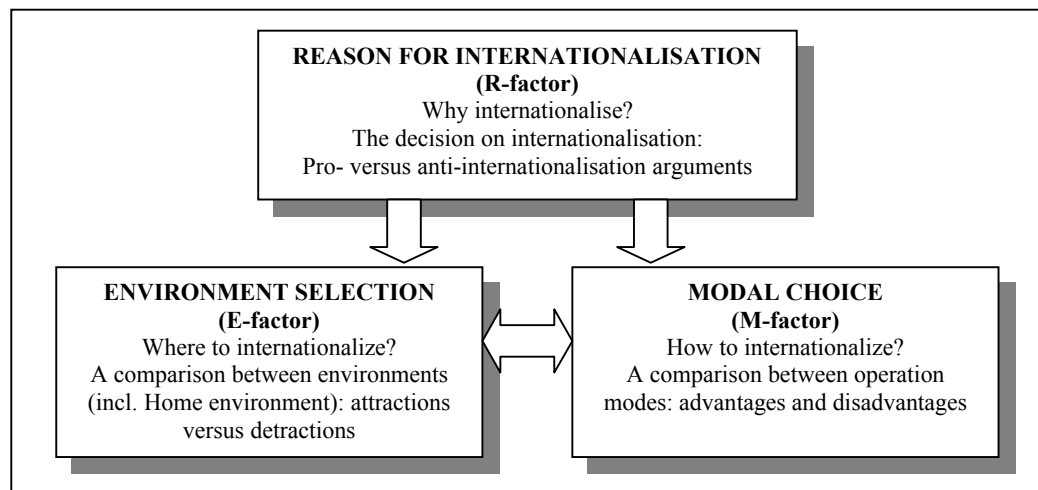 REASON FOR INTERNATIONALISATION
(R-factor)
Why internationalise?
The decision on internationalisation:
Pro- versus anti-internationalisation arguments
ENVIRONMENT SELECTION
(E-factor)
Where to internationalize?
A comparison between environments
(incl. Home environment): attractions
versus detractions
MODAL CHOICE
(M-factor)
How to internationalize?
A comparison between operation
modes: advantages and disadvantages